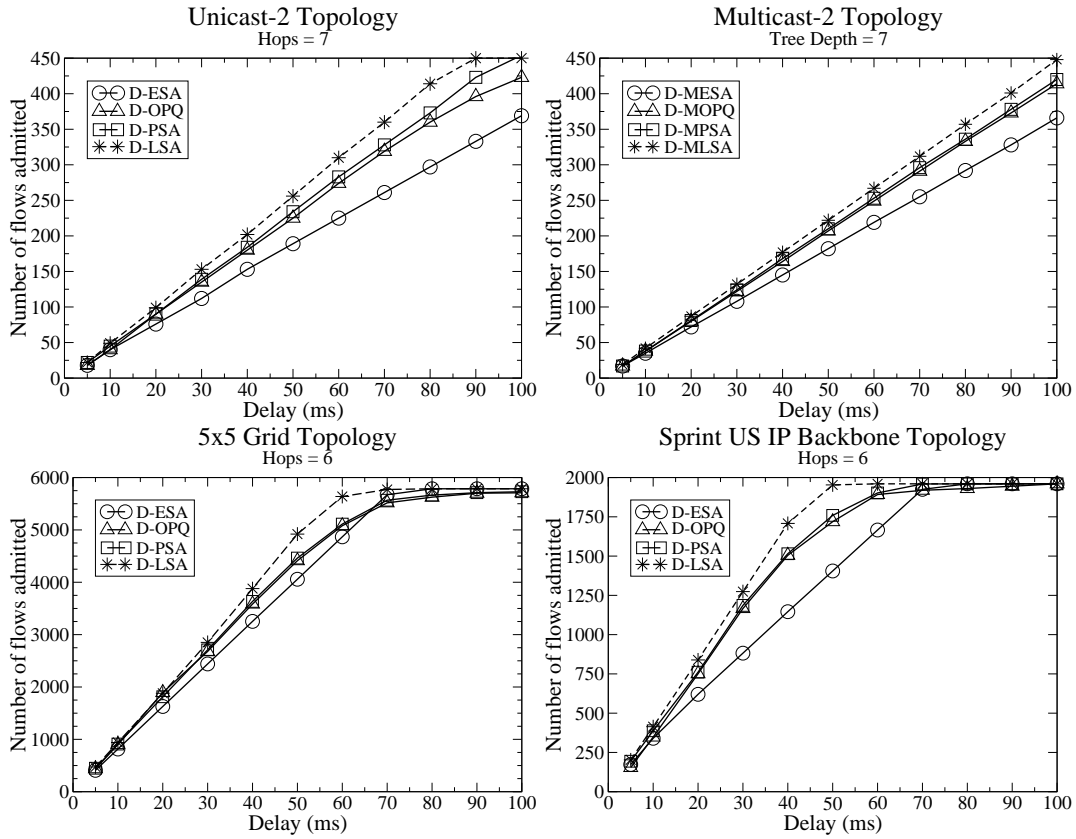 Unicast-2 Topology
Hops = 7
450
400
350
300
250
200
150
100
50
0
Number of flows admitted
D-ESA
D-OPQ
D-PSA
D-LSA
0 10 20 30 40 50 60 70 80 90 100
Delay (ms)
Multicast-2 Topology
Tree Depth = 7
450
400
350
300
250
200
150
100
50
0
Number of flows admitted
D-MESA
D-MOPQ
D-MPSA
D-MLSA
0 10 20 30 40 50 60 70 80 90 100
Delay (ms)
5x5 Grid Topology
Hops = 6
6000
5000
4000
3000
2000
1000
0
Number of flows admitted
D-ESA
D-OPQ
D-PSA
D-LSA
0 10 20 30 40 50 60 70 80 90 100
Delay (ms)
Sprint US IP Backbone Topology
Hops = 6
2000
1750
1500
1250
1000
750
500
250
0
Number of flows admitted
D-ESA
D-OPQ
D-PSA
D-LSA
0 10 20 30 40 50 60 70 80 90 100
Delay (ms)